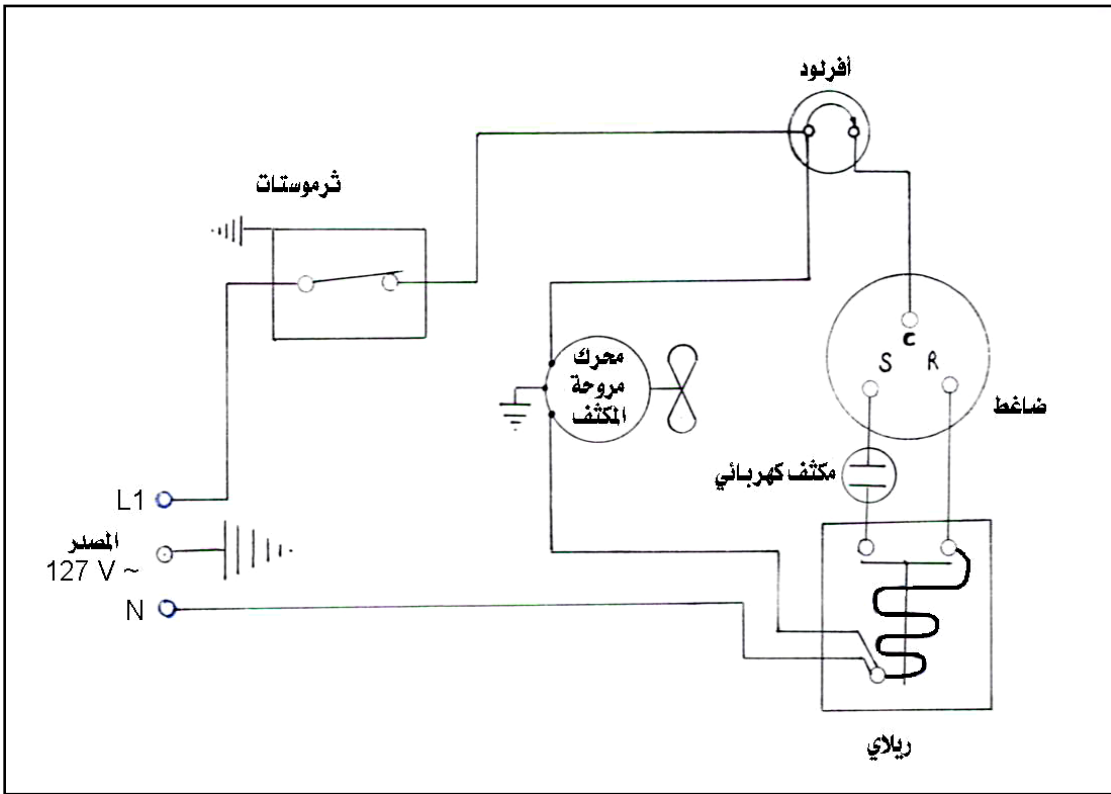 أفرلود
ثرموستات
محرك
مروحة
المكثف
C
S R
ضاغط
مكثف كهربائي
L1
المصدر
127 V ~
N
ريلاي